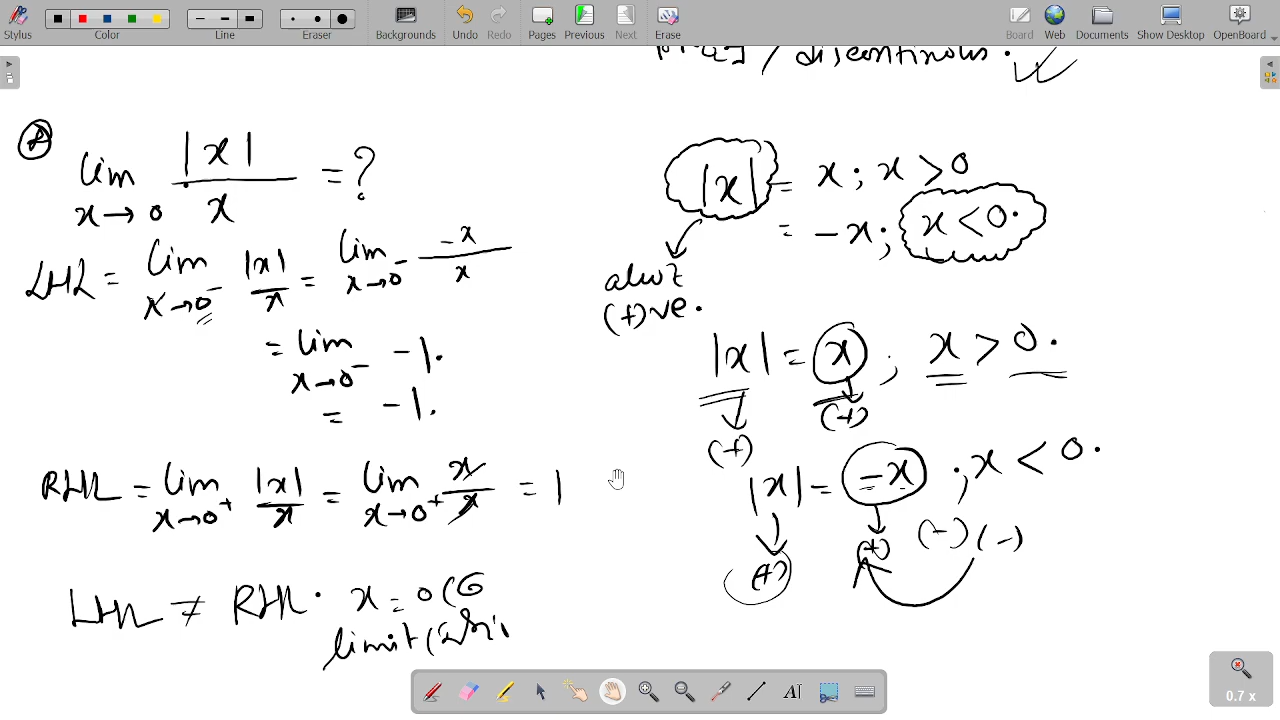 Stylus
Color
Line
Eraser
Backgrounds
Undo
Redo
Pages
Previous
Next
Erase
Board
Web
Documents
Show Desktop
OpenBoard
/ discontinous.
lim x→0 |x|/x = ?
LHL = lim x→0⁻ |x|/x = lim x→0⁻ -x/x
= lim x→0⁻ -1.
= -1.
RHL = lim x→0⁺ |x|/x = lim x→0⁺ x/x = 1
LHL ≠ RHL. x = 0
limit
|x| = x; x > 0
= -x; x < 0.
(+)ve.
|x| = x ; x > 0.
(+)
(+)
|x| = -x ; x < 0.
(+) (+) (-)(-)
0.7 x